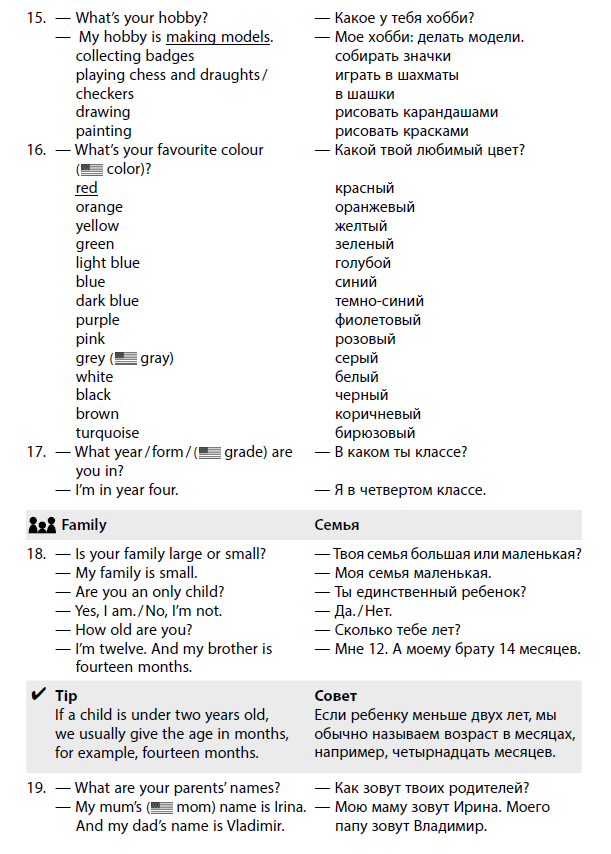 15. — What's your hobby? — Какое у тебя хобби?
— My hobby is making models. — Мое хобби: делать модели.
collecting badges собирать значки
playing chess and draughts / играть в шахматы
checkers в шашки
drawing рисовать карандашами
painting рисовать красками
16. — What's your favourite colour — Какой твой любимый цвет?
( color)?
red красный
orange оранжевый
yellow желтый
green зеленый
light blue голубой
blue синий
dark blue темно-синий
purple фиолетовый
pink розовый
grey ( gray) серый
white белый
black черный
brown коричневый
turquoise бирюзовый
17. — What year / form / ( grade) are — В каком ты классе?
you in?
— I'm in year four. — Я в четвертом классе.
Family Семья
18. — Is your family large or small? — Твоя семья большая или маленькая?
— My family is small. — Моя семья маленькая.
— Are you an only child? — Ты единственный ребенок?
— Yes, I am. / No, I'm not. — Да. / Нет.
— How old are you? — Сколько тебе лет?
— I'm twelve. And my brother is — Мне 12. А моему брату 14 месяцев.
fourteen months.
✔ Tip Совет
If a child is under two years old, Если ребенку меньше двух лет, мы
we usually give the age in months, обычно называем возраст в месяцах,
for example, fourteen months. например, четырнадцать месяцев.
19. — What are your parents' names? — Как зовут твоих родителей?
— My mum's ( mom) name is Irina. — Мою маму зовут Ирина. Моего
And my dad's name is Vladimir. папу зовут Владимир.